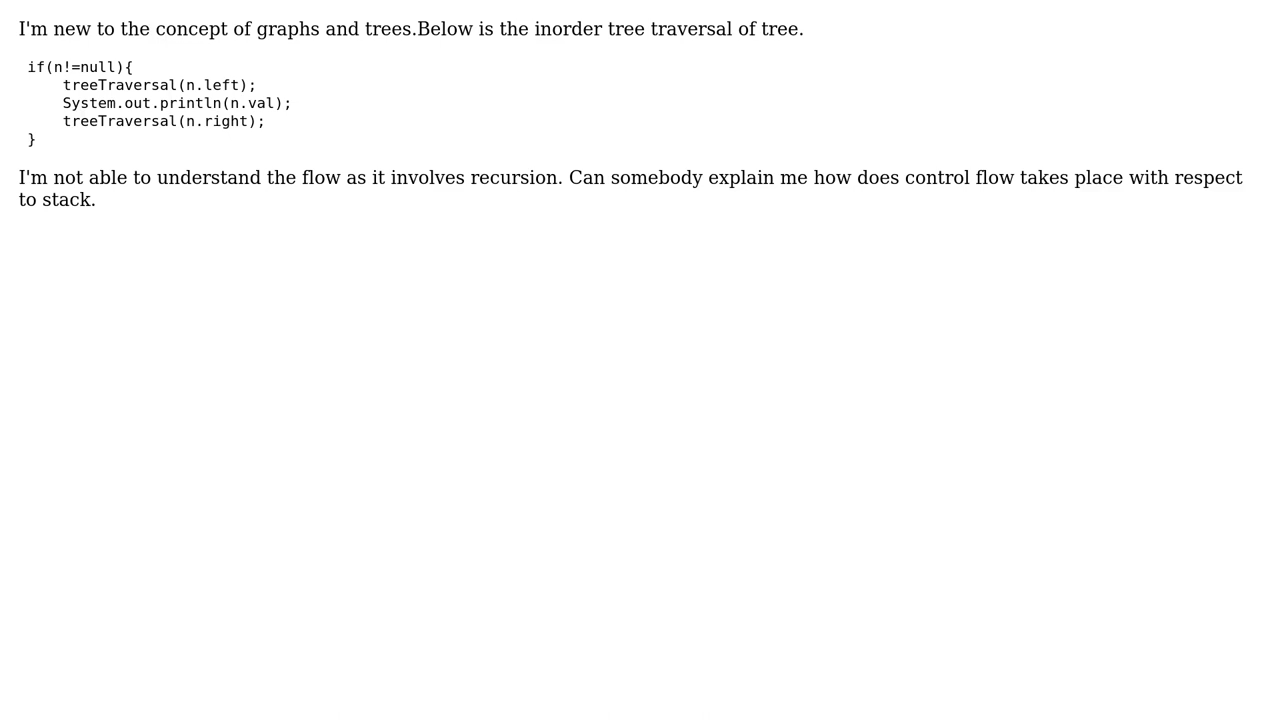 I'm new to the concept of graphs and trees.Below is the inorder tree traversal of tree.
if(n!=null){
    treeTraversal(n.left);
    System.out.println(n.val);
    treeTraversal(n.right);
}
I'm not able to understand the flow as it involves recursion. Can somebody explain me how does control flow takes place with respect
to stack.